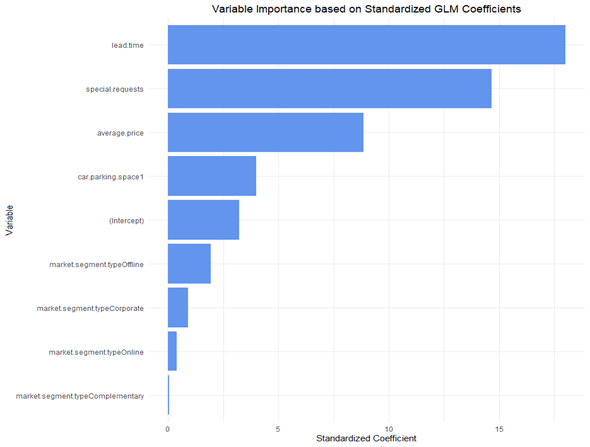 Variable Importance based on Standardized GLM Coefficients
Variable
lead.time
special.requests
average.price
car.parking.space1
(Intercept)
market.segment.typeOffline
market.segment.typeCorporate
market.segment.typeOnline
market.segment.typeComplementary
0 5 10 15
Standardized Coefficient